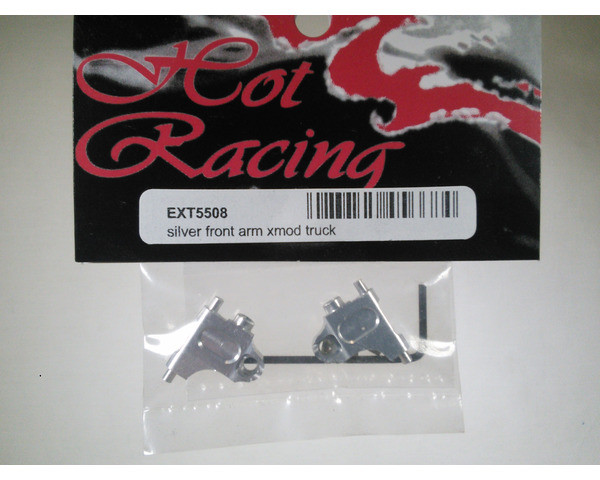 Hot
Racing
EXT5508
silver front arm xmod truck